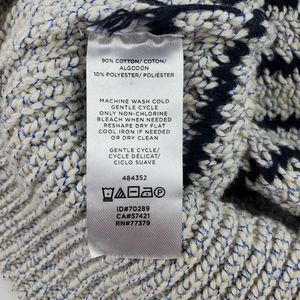 90% COTTON/ COTON/
ALGODÓN
10% POLYESTER/ POLIÉSTER
MACHINE WASH COLD
GENTLE CYCLE
ONLY NON-CHLORINE
BLEACH WHEN NEEDED
RESHAPE DRY FLAT
COOL IRON IF NEEDED
OR DRY CLEAN
GENTLE CYCLE/
CYCLE DÉLICAT/
CICLO SUAVE
484352
ID#70289
CA#57421
RN#77379